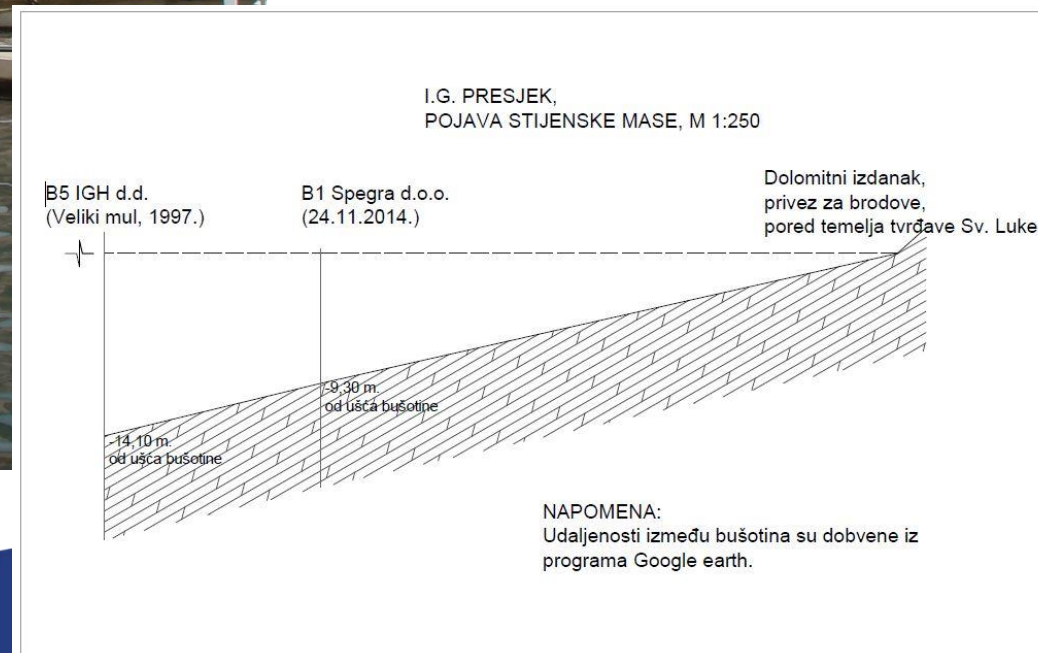 I.G. PRESJEK,
POJAVA STIJENSKE MASE, M 1:250
B5 IGH d.d.
(Veliki mul, 1997.)
B1 Spegra d.o.o.
(24.11.2014.)
Dolomitni izdanak,
privez za brodove,
pored temelja tvrđave Sv. Luke
-9,30 m.
od ušća bušotine
-14,10 m.
od ušća bušotine
NAPOMENA:
Udaljenosti između bušotina su dobvene iz
programa Google earth.